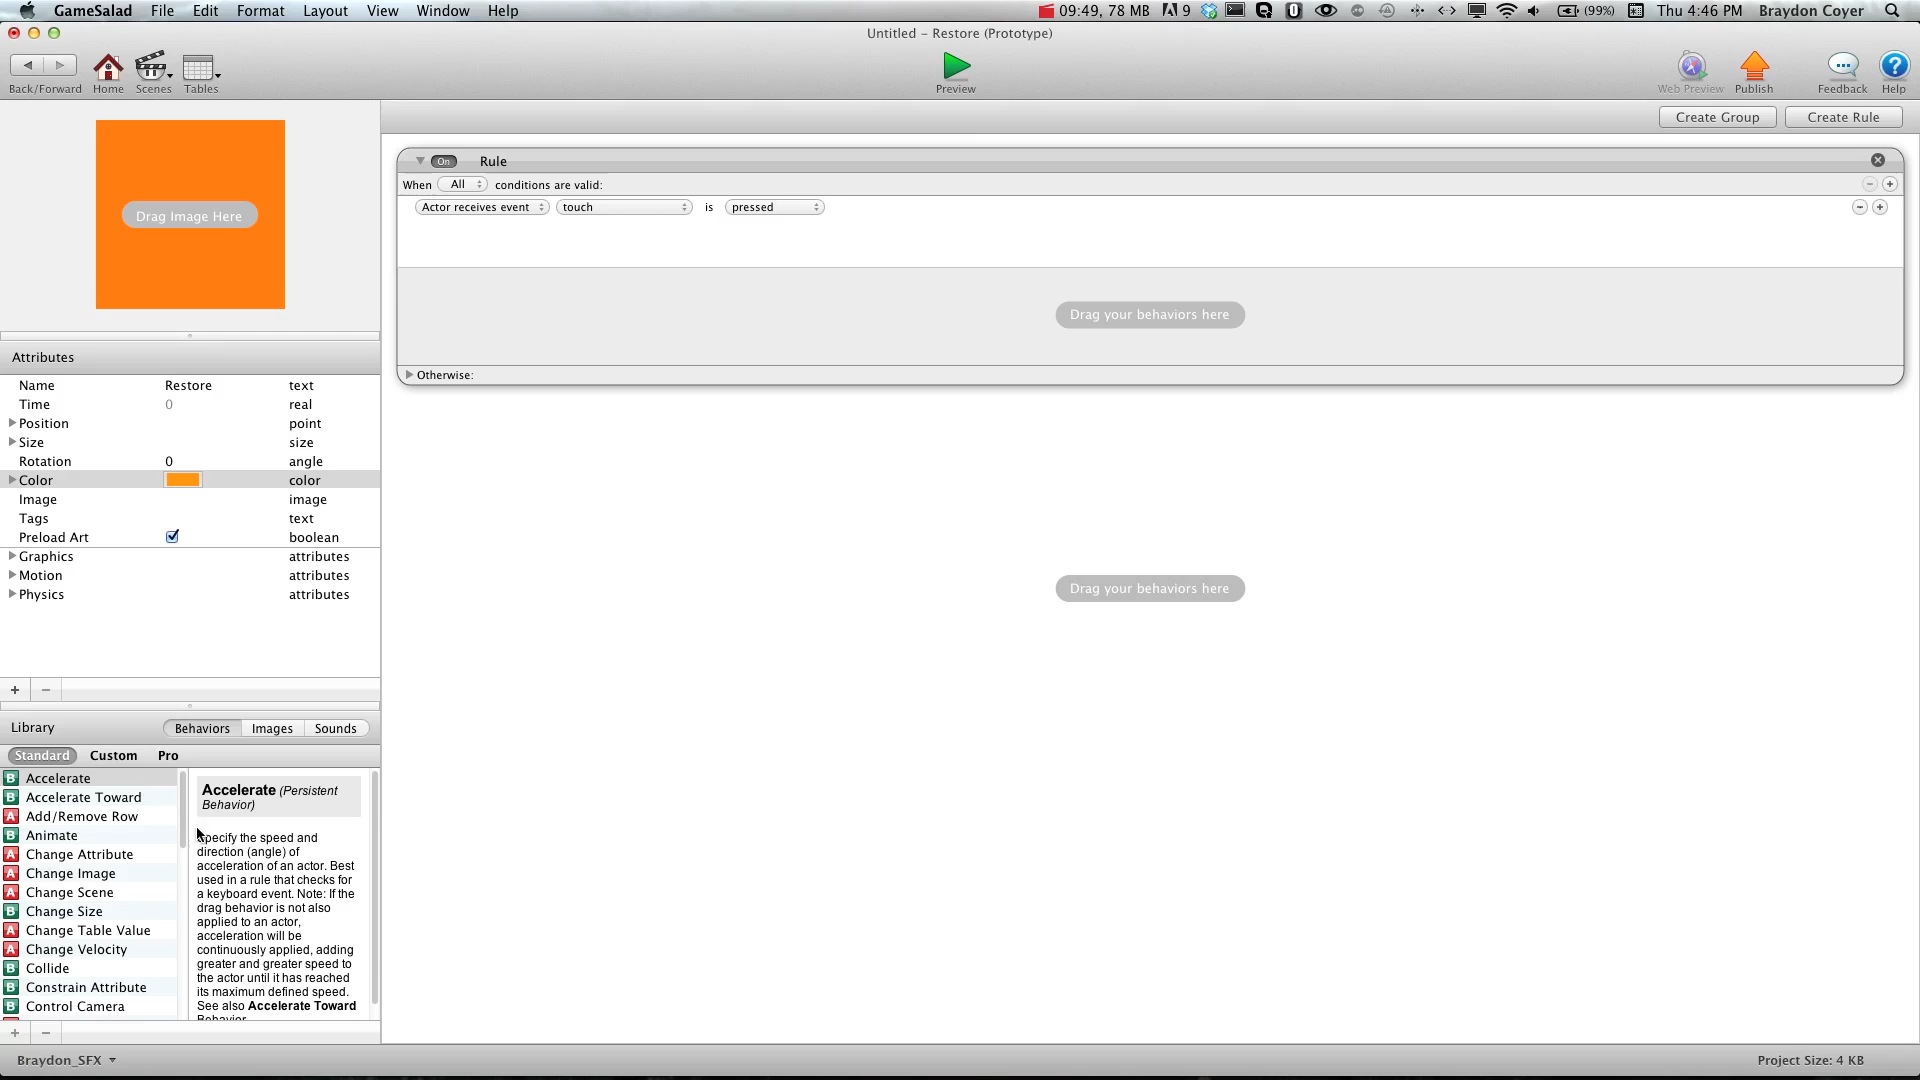 GameSalad File Edit Format Layout View Window Help 09:49, 78 MB 9 (99%) Thu 4:46 PM Braydon Coyer
Untitled - Restore (Prototype)
Back/Forward Home Scenes Tables Preview Web Preview Publish Feedback Help
Create Group Create Rule
Drag Image Here
On Rule
When All conditions are valid:
Actor receives event touch is pressed
Drag your behaviors here
Otherwise:
Drag your behaviors here
Attributes
Name Restore text
Time 0 real
Position point
Size size
Rotation 0 angle
Color color
Image image
Tags text
Preload Art boolean
Graphics attributes
Motion attributes
Physics attributes
+ -
Library Behaviors Images Sounds
Standard Custom Pro
B Accelerate
B Accelerate Toward
A Add/Remove Row
B Animate
A Change Attribute
A Change Image
A Change Scene
B Change Size
A Change Table Value
A Change Velocity
B Collide
B Constrain Attribute
B Control Camera
Accelerate (Persistent
Behavior)
Specify the speed and
direction (angle) of
acceleration of an actor. Best
used in a rule that checks for
a keyboard event. Note: If the
drag behavior is not also
applied to an actor,
acceleration will be
continuously applied, adding
greater and greater speed to
the actor until it has reached
its maximum defined speed.
See also Accelerate Toward
Behavior
+ -
Braydon_SFX Project Size: 4 KB